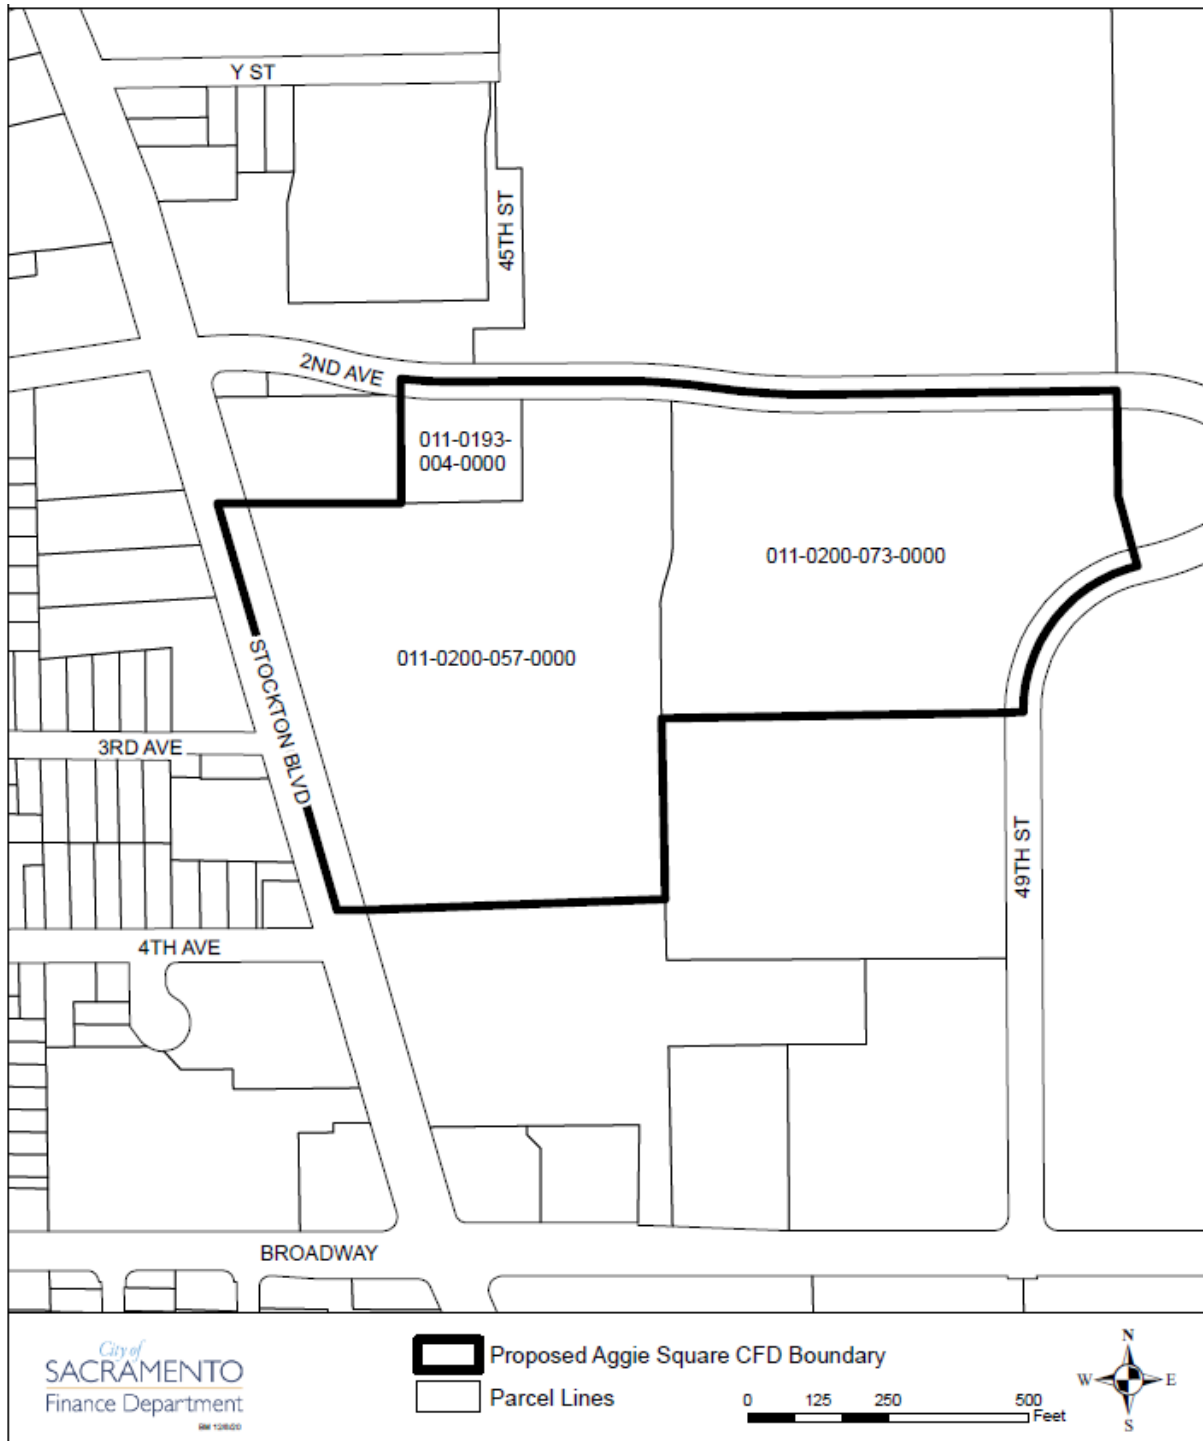 Y ST
45TH ST
2ND AVE
011-0193-
004-0000
011-0200-073-0000
011-0200-057-0000
STOCKTON BLVD
3RD AVE
49TH ST
4TH AVE
BROADWAY
City of
SACRAMENTO
Finance Department
Proposed Aggie Square CFD Boundary
Parcel Lines
0 125 250 500
Feet
N
W E
S